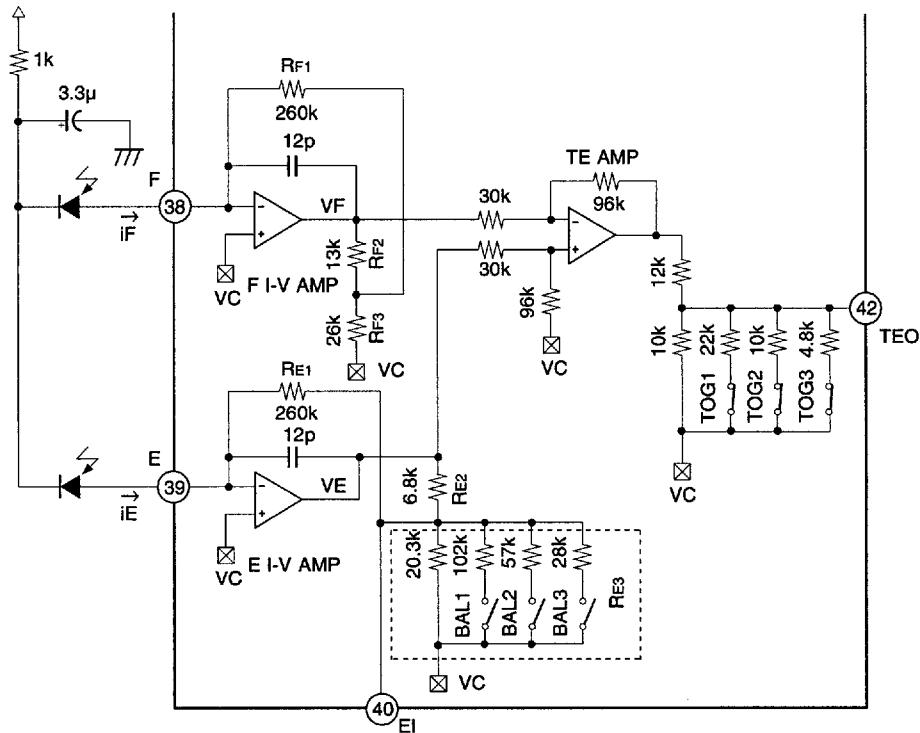 1k
3.3μ
+
RF1
260k
12p
F
38
iF
−
+
VF
VC
F I-V AMP
13k
RF2
26k
RF3
VC
TE AMP
30k
96k
−
+
30k
96k
VC
12k
42
TEO
10k
22k
10k
4.8k
TOG1
TOG2
TOG3
VC
RE1
260k
12p
E
39
iE
−
+
VE
VC
E I-V AMP
6.8k
RE2
20.3k
102k
57k
28k
BAL1
BAL2
BAL3
RE3
VC
40
EI